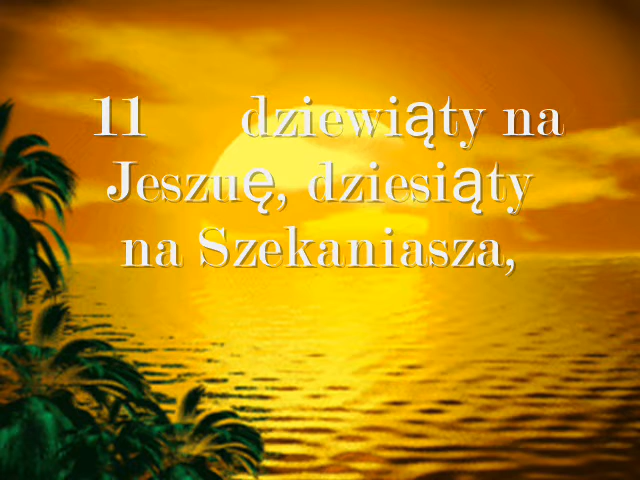 11 dziewiąty na
Jeszuę, dziesiąty
na Szekaniasza,